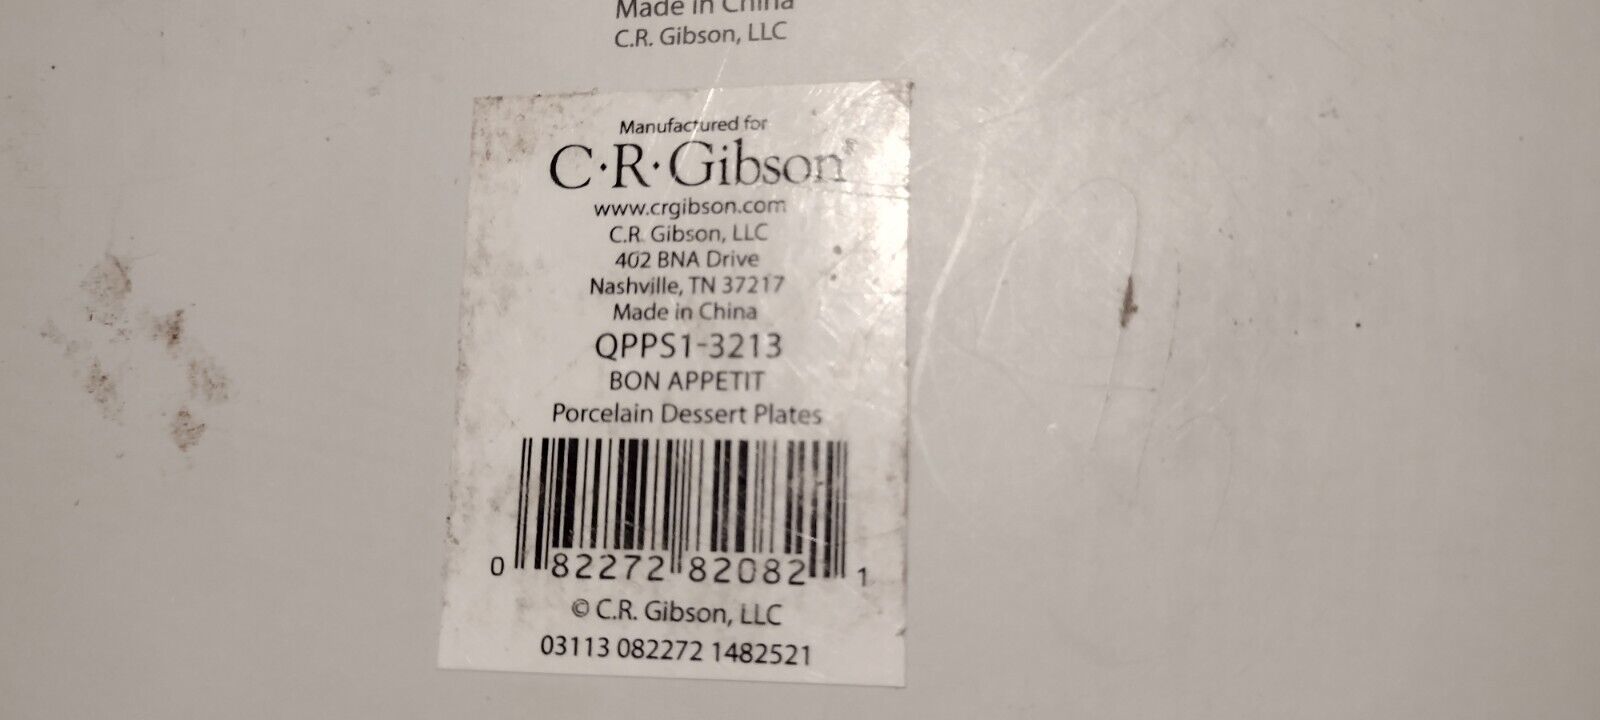 Made in China
C.R. Gibson, LLC
Manufactured for
C·R·Gibson®
www.crgibson.com
C.R. Gibson, LLC
402 BNA Drive
Nashville, TN 37217
Made in China
QPPS1-3213
BON APPETIT
Porcelain Dessert Plates
0 82272 82082 1
© C.R. Gibson, LLC
03113 082272 1482521